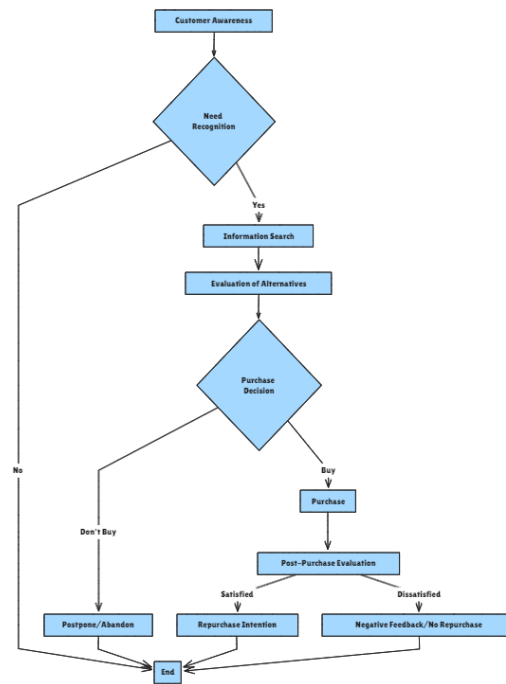 Customer Awareness
Need
Recognition
Yes
Information Search
Evaluation of Alternatives
Purchase
Decision
No
Buy
Purchase
Don't Buy
Post-Purchase Evaluation
Satisfied
Dissatisfied
Postpone/Abandon
Repurchase Intention
Negative Feedback/No Repurchase
End